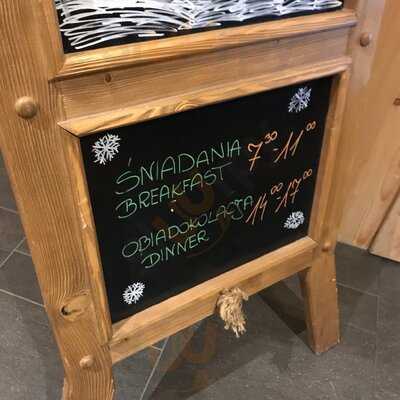 ŚNIADANIA 7³⁰-11⁰⁰
BREAKFAST
OBIADOKOLACJA 14⁰⁰-17⁰⁰
DINNER